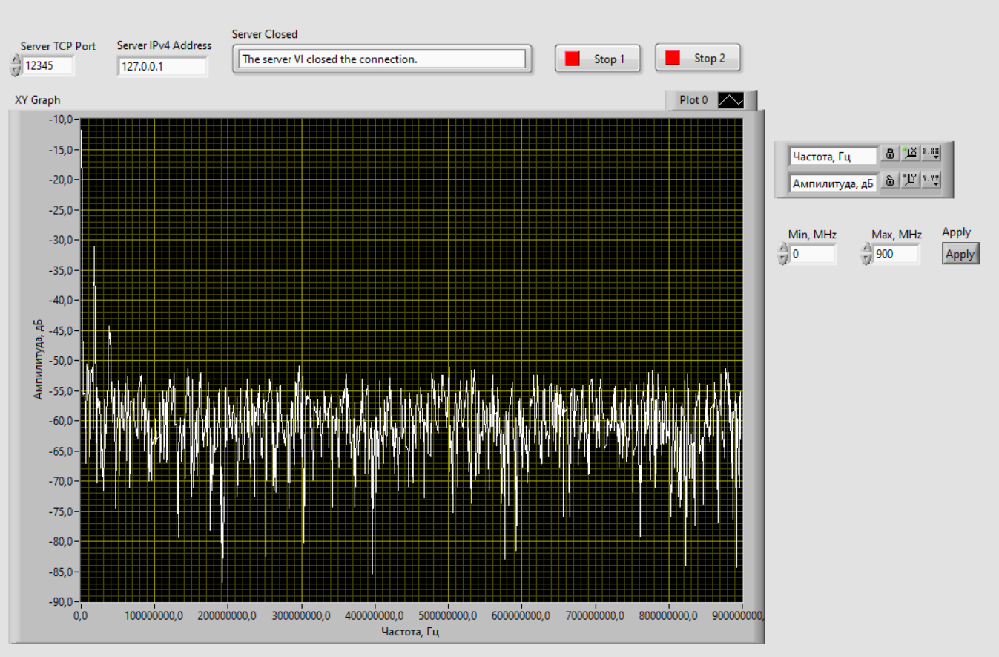 Server Closed
Server TCP Port
Server IPv4 Address
12345
127.0.0.1
The server VI closed the connection.
Stop 1
Stop 2
XY Graph
Plot 0
-10,0
-15,0
-20,0
-25,0
-30,0
-35,0
-40,0
-45,0
-50,0
-55,0
-60,0
-65,0
-70,0
-75,0
-80,0
-85,0
-90,0
Ампилитуда, дБ
0,0
100000000,0
200000000,0
300000000,0
400000000,0
500000000,0
600000000,0
700000000,0
800000000,0
900000000,
Частота, Гц
Частота, Гц
X.XX
Ампилитуда, дБ
Y.YY
Min, MHz
Max, MHz
Apply
0
900
Apply